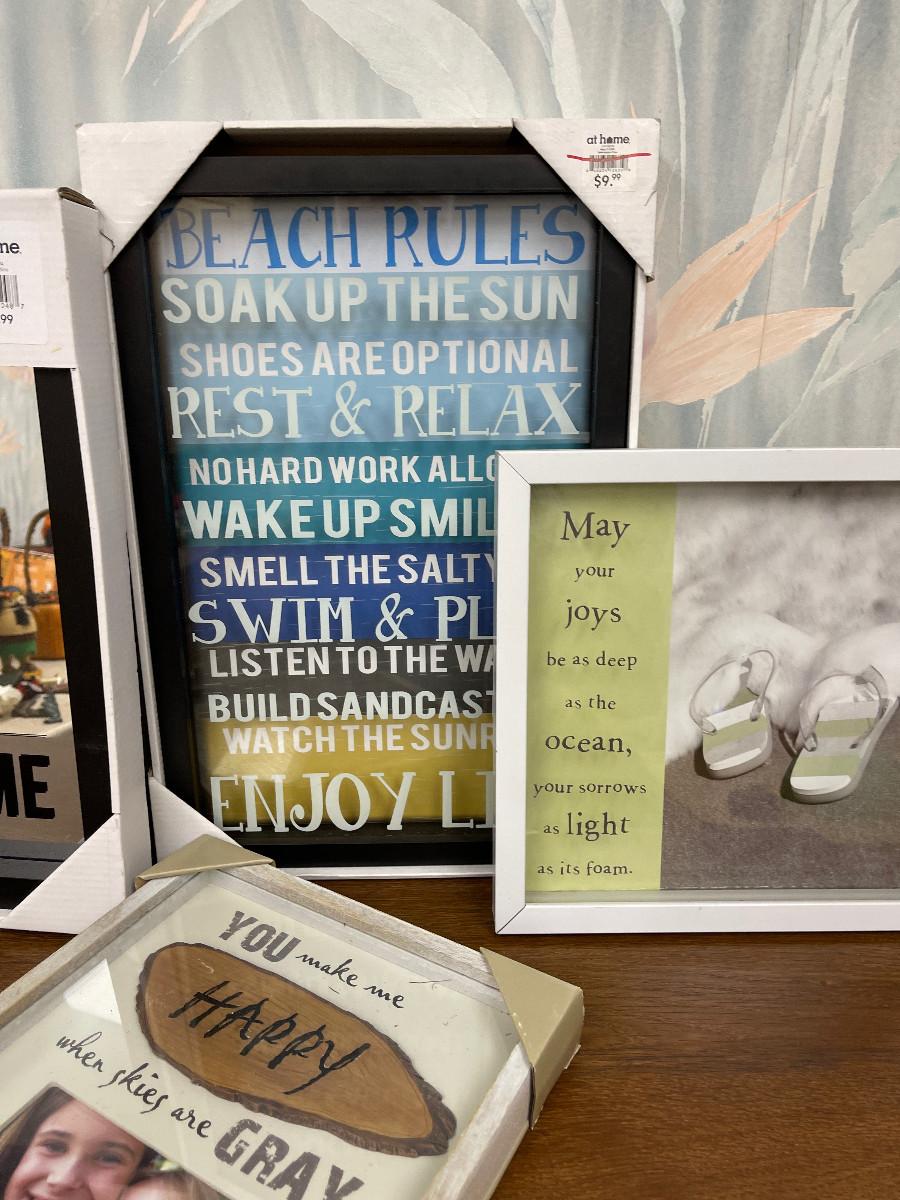 at home
$9.99
ne.
99
BEACH RULES
SOAK UP THE SUN
SHOES ARE OPTIONAL
REST & RELAX
NO HARD WORK ALLO
WAKE UP SMIL
SMELL THE SALTY
SWIM & PL
LISTEN TO THE WA
BUILD SANDCAST
WATCH THE SUNR
ENJOY LI
ME
May
your
joys
be as deep
as the
ocean,
your sorrows
as light
as its foam.
YOU make me
HAPPY
when skies are
GRAY